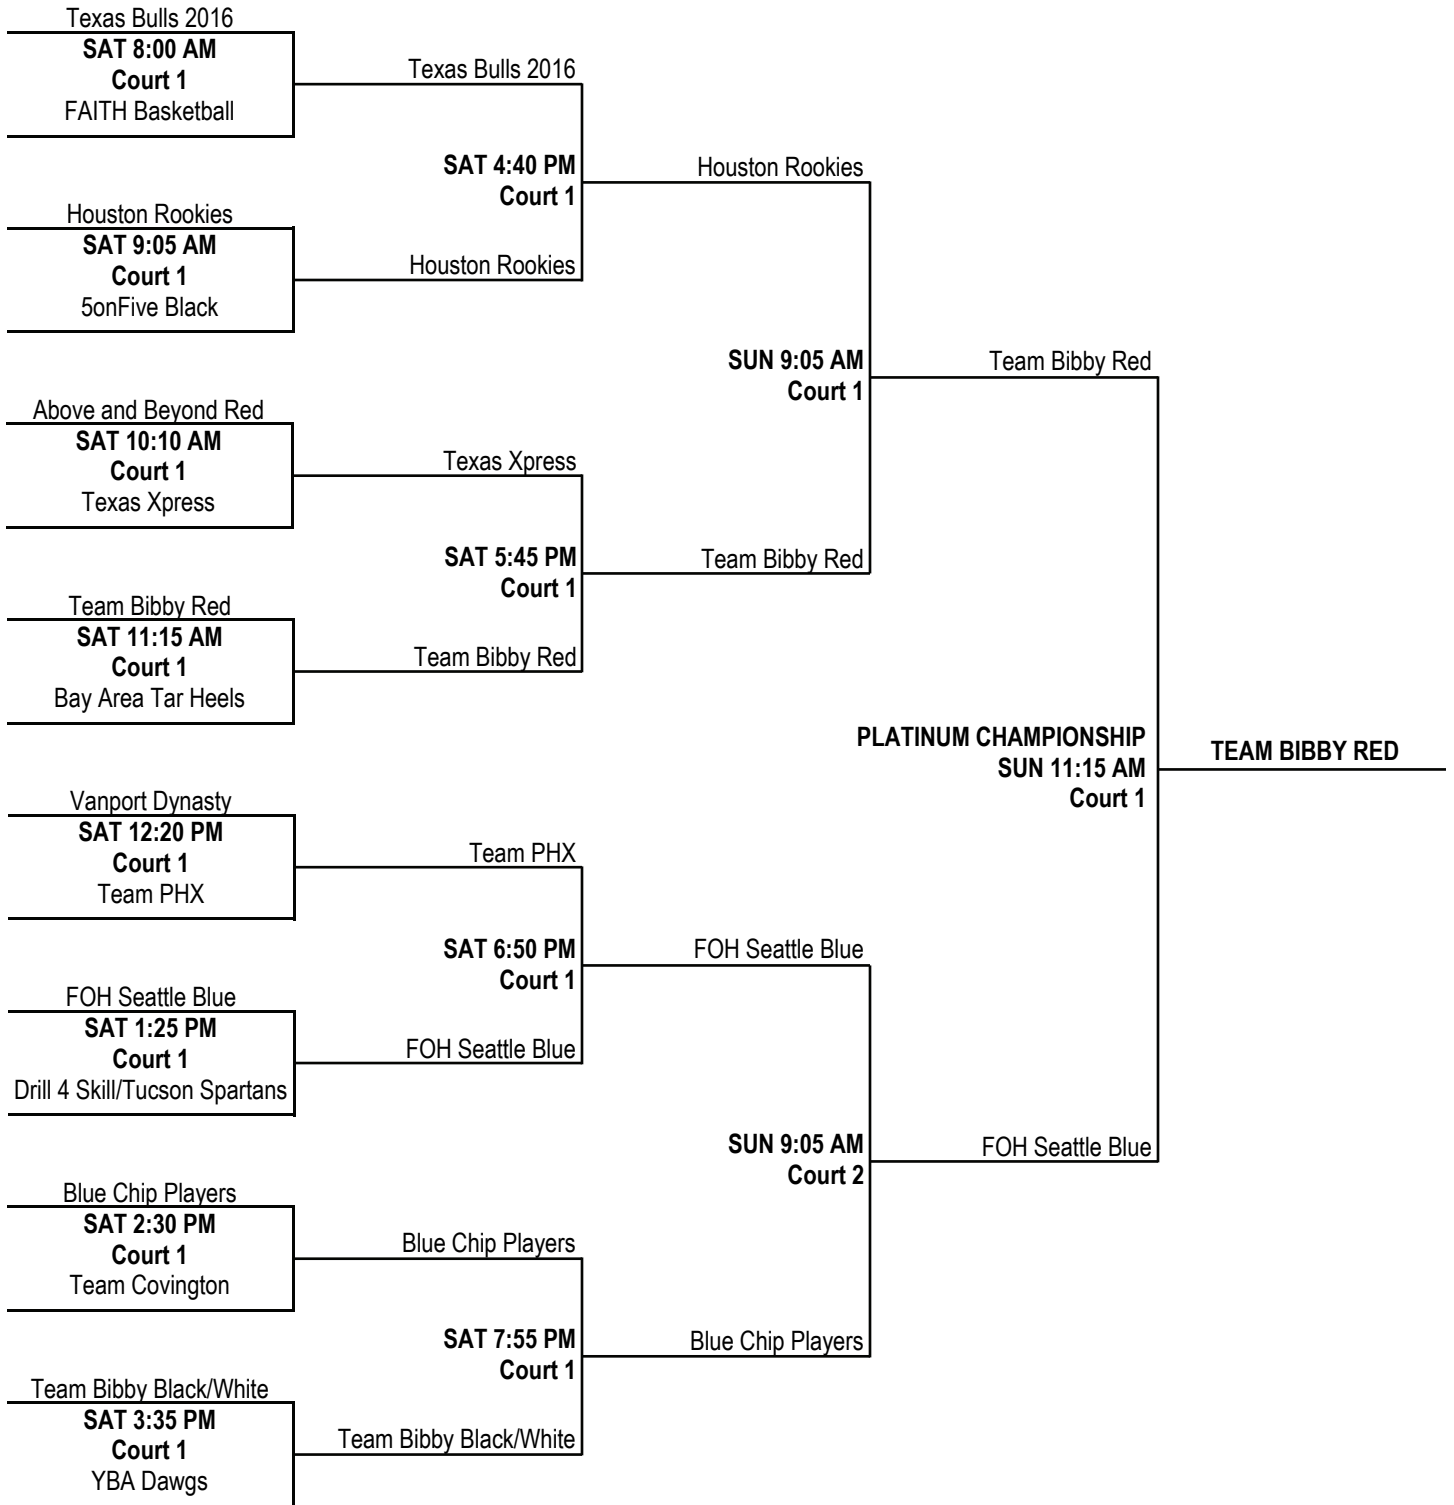 Texas Bulls 2016
SAT 8:00 AM
Court 1
FAITH Basketball
Houston Rookies
SAT 9:05 AM
Court 1
5onFive Black
Above and Beyond Red
SAT 10:10 AM
Court 1
Texas Xpress
Team Bibby Red
SAT 11:15 AM
Court 1
Bay Area Tar Heels
Vanport Dynasty
SAT 12:20 PM
Court 1
Team PHX
FOH Seattle Blue
SAT 1:25 PM
Court 1
Drill 4 Skill/Tucson Spartans
Blue Chip Players
SAT 2:30 PM
Court 1
Team Covington
Team Bibby Black/White
SAT 3:35 PM
Court 1
YBA Dawgs
Texas Bulls 2016
SAT 4:40 PM
Court 1
Houston Rookies
Texas Xpress
SAT 5:45 PM
Court 1
Team Bibby Red
Team PHX
SAT 6:50 PM
Court 1
FOH Seattle Blue
Blue Chip Players
SAT 7:55 PM
Court 1
Team Bibby Black/White
Houston Rookies
SUN 9:05 AM
Court 1
Team Bibby Red
FOH Seattle Blue
SUN 9:05 AM
Court 2
Blue Chip Players
Team Bibby Red
PLATINUM CHAMPIONSHIP
SUN 11:15 AM
Court 1
FOH Seattle Blue
TEAM BIBBY RED